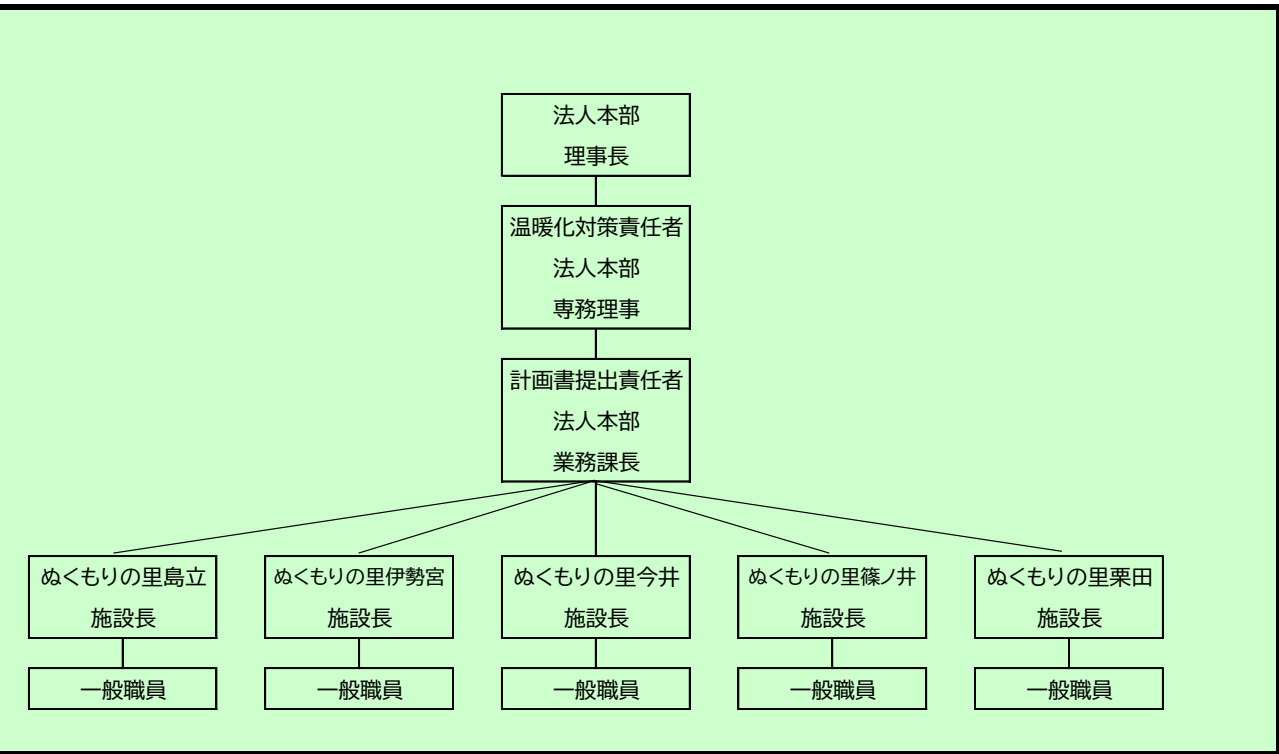 法人本部
理事長
温暖化対策責任者
法人本部
専務理事
計画書提出責任者
法人本部
業務課長
ぬくもりの里島立
施設長
ぬくもりの里伊勢宮
施設長
ぬくもりの里今井
施設長
ぬくもりの里篠ノ井
施設長
ぬくもりの里栗田
施設長
一般職員
一般職員
一般職員
一般職員
一般職員